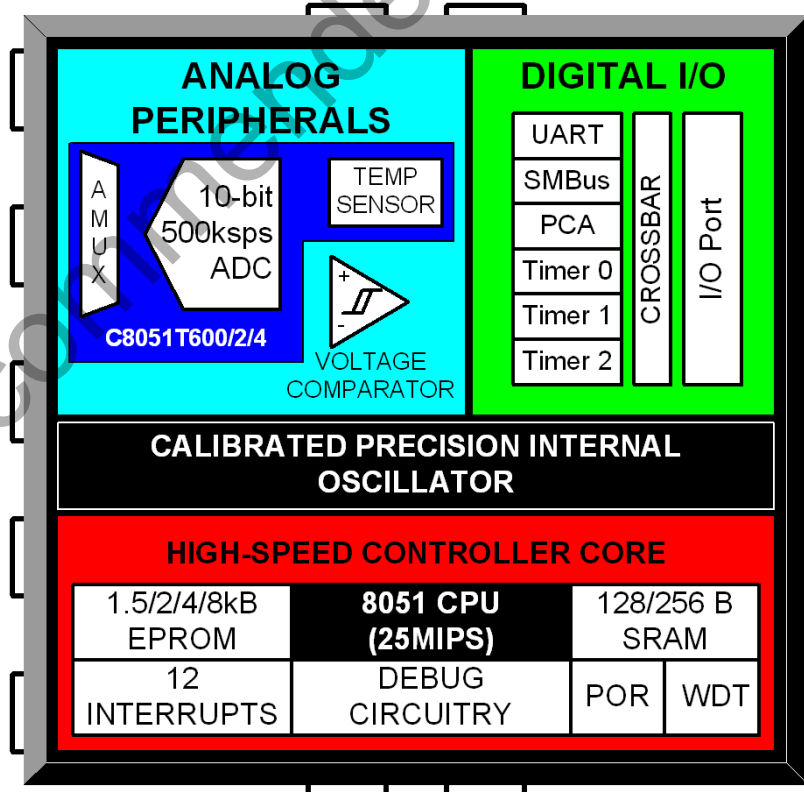 ANALOG
PERIPHERALS
A
M
U
X
10-bit
500ksps
ADC
TEMP
SENSOR
C8051T600/2/4
+
-
VOLTAGE
COMPARATOR
DIGITAL I/O
UART
SMBus
PCA
Timer 0
Timer 1
Timer 2
CROSSBAR
I/O Port
CALIBRATED PRECISION INTERNAL
OSCILLATOR
HIGH-SPEED CONTROLLER CORE
1.5/2/4/8kB
EPROM
8051 CPU
(25MIPS)
128/256 B
SRAM
12
INTERRUPTS
DEBUG
CIRCUITRY
POR
WDT